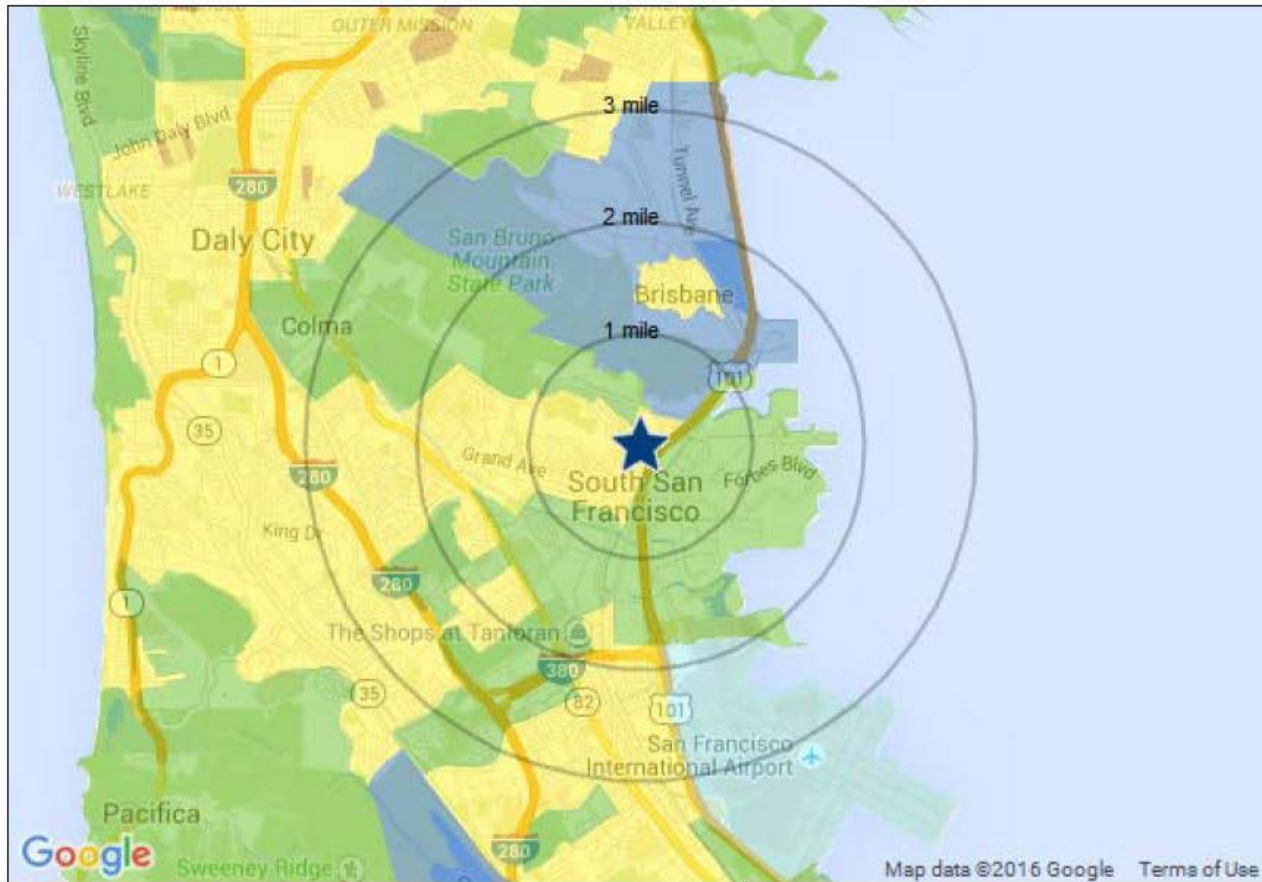 OUTER MISSION
VALLEY
Skyline Blvd
John Daly Blvd
3 mile
WESTLAKE
280
Tunnel Ave
2 mile
Daly City
San Bruno
Mountain
State Park
Brisbane
Colma
1 mile
1
101
35
Grand Ave
Forbes Blvd
South San
Francisco
280
King Dr
280
1
The Shops at Tanforan
380
35
82
101
San Francisco
International Airport
Pacifica
280
Google
Sweeney Ridge
Map data ©2016 Google
Terms of Use